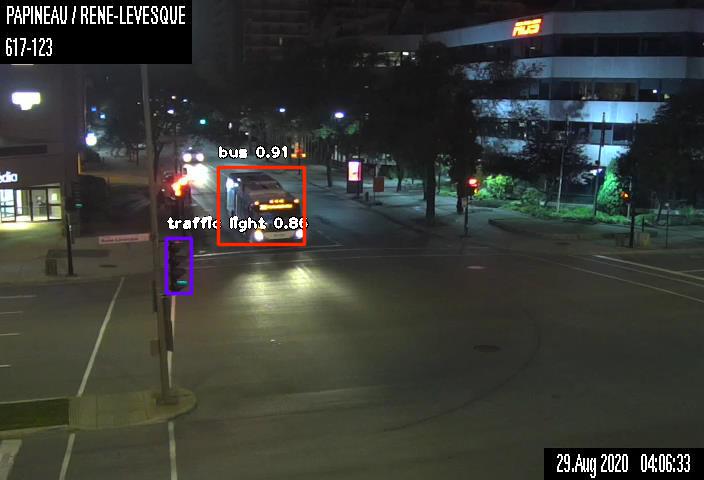 PAPINEAU / RENE-LEVESQUE
617-123
bus 0.91
traffic light 0.86
29.Aug 2020 04:06:33